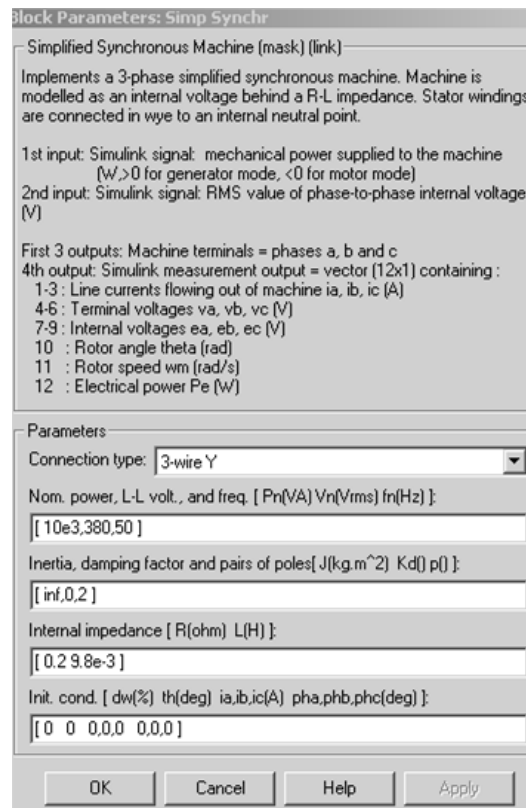 Block Parameters: Simp Synchr
Simplified Synchronous Machine (mask) (link)
Implements a 3-phase simplified synchronous machine. Machine is
modelled as an internal voltage behind a R-L impedance. Stator windings
are connected in wye to an internal neutral point.
1st input: Simulink signal: mechanical power supplied to the machine
(W,>0 for generator mode, <0 for motor mode)
2nd input: Simulink signal: RMS value of phase-to-phase internal voltage
(V)
First 3 outputs: Machine terminals = phases a, b and c
4th output: Simulink measurement output = vector (12x1) containing :
1-3 : Line currents flowing out of machine ia, ib, ic (A)
4-6 : Terminal voltages va, vb, vc (V)
7-9 : Internal voltages ea, eb, ec (V)
10 : Rotor angle theta (rad)
11 : Rotor speed wm (rad/s)
12 : Electrical power Pe (W)
Parameters
Connection type: 3-wire Y
Nom. power, L-L volt., and freq. [ Pn(VA) Vn(Vrms) fn(Hz) ]:
[ 10e3,380,50 ]
Inertia, damping factor and pairs of poles[ J(kg.m^2) Kd() p() ]:
[ inf,0,2 ]
Internal impedance [ R(ohm) L(H) ]:
[ 0.2 9.8e-3 ]
Init. cond. [ dw(%) th(deg) ia,ib,ic(A) pha,phb,phc(deg) ]:
[ 0 0 0,0,0 0,0,0 ]
OK Cancel Help Apply